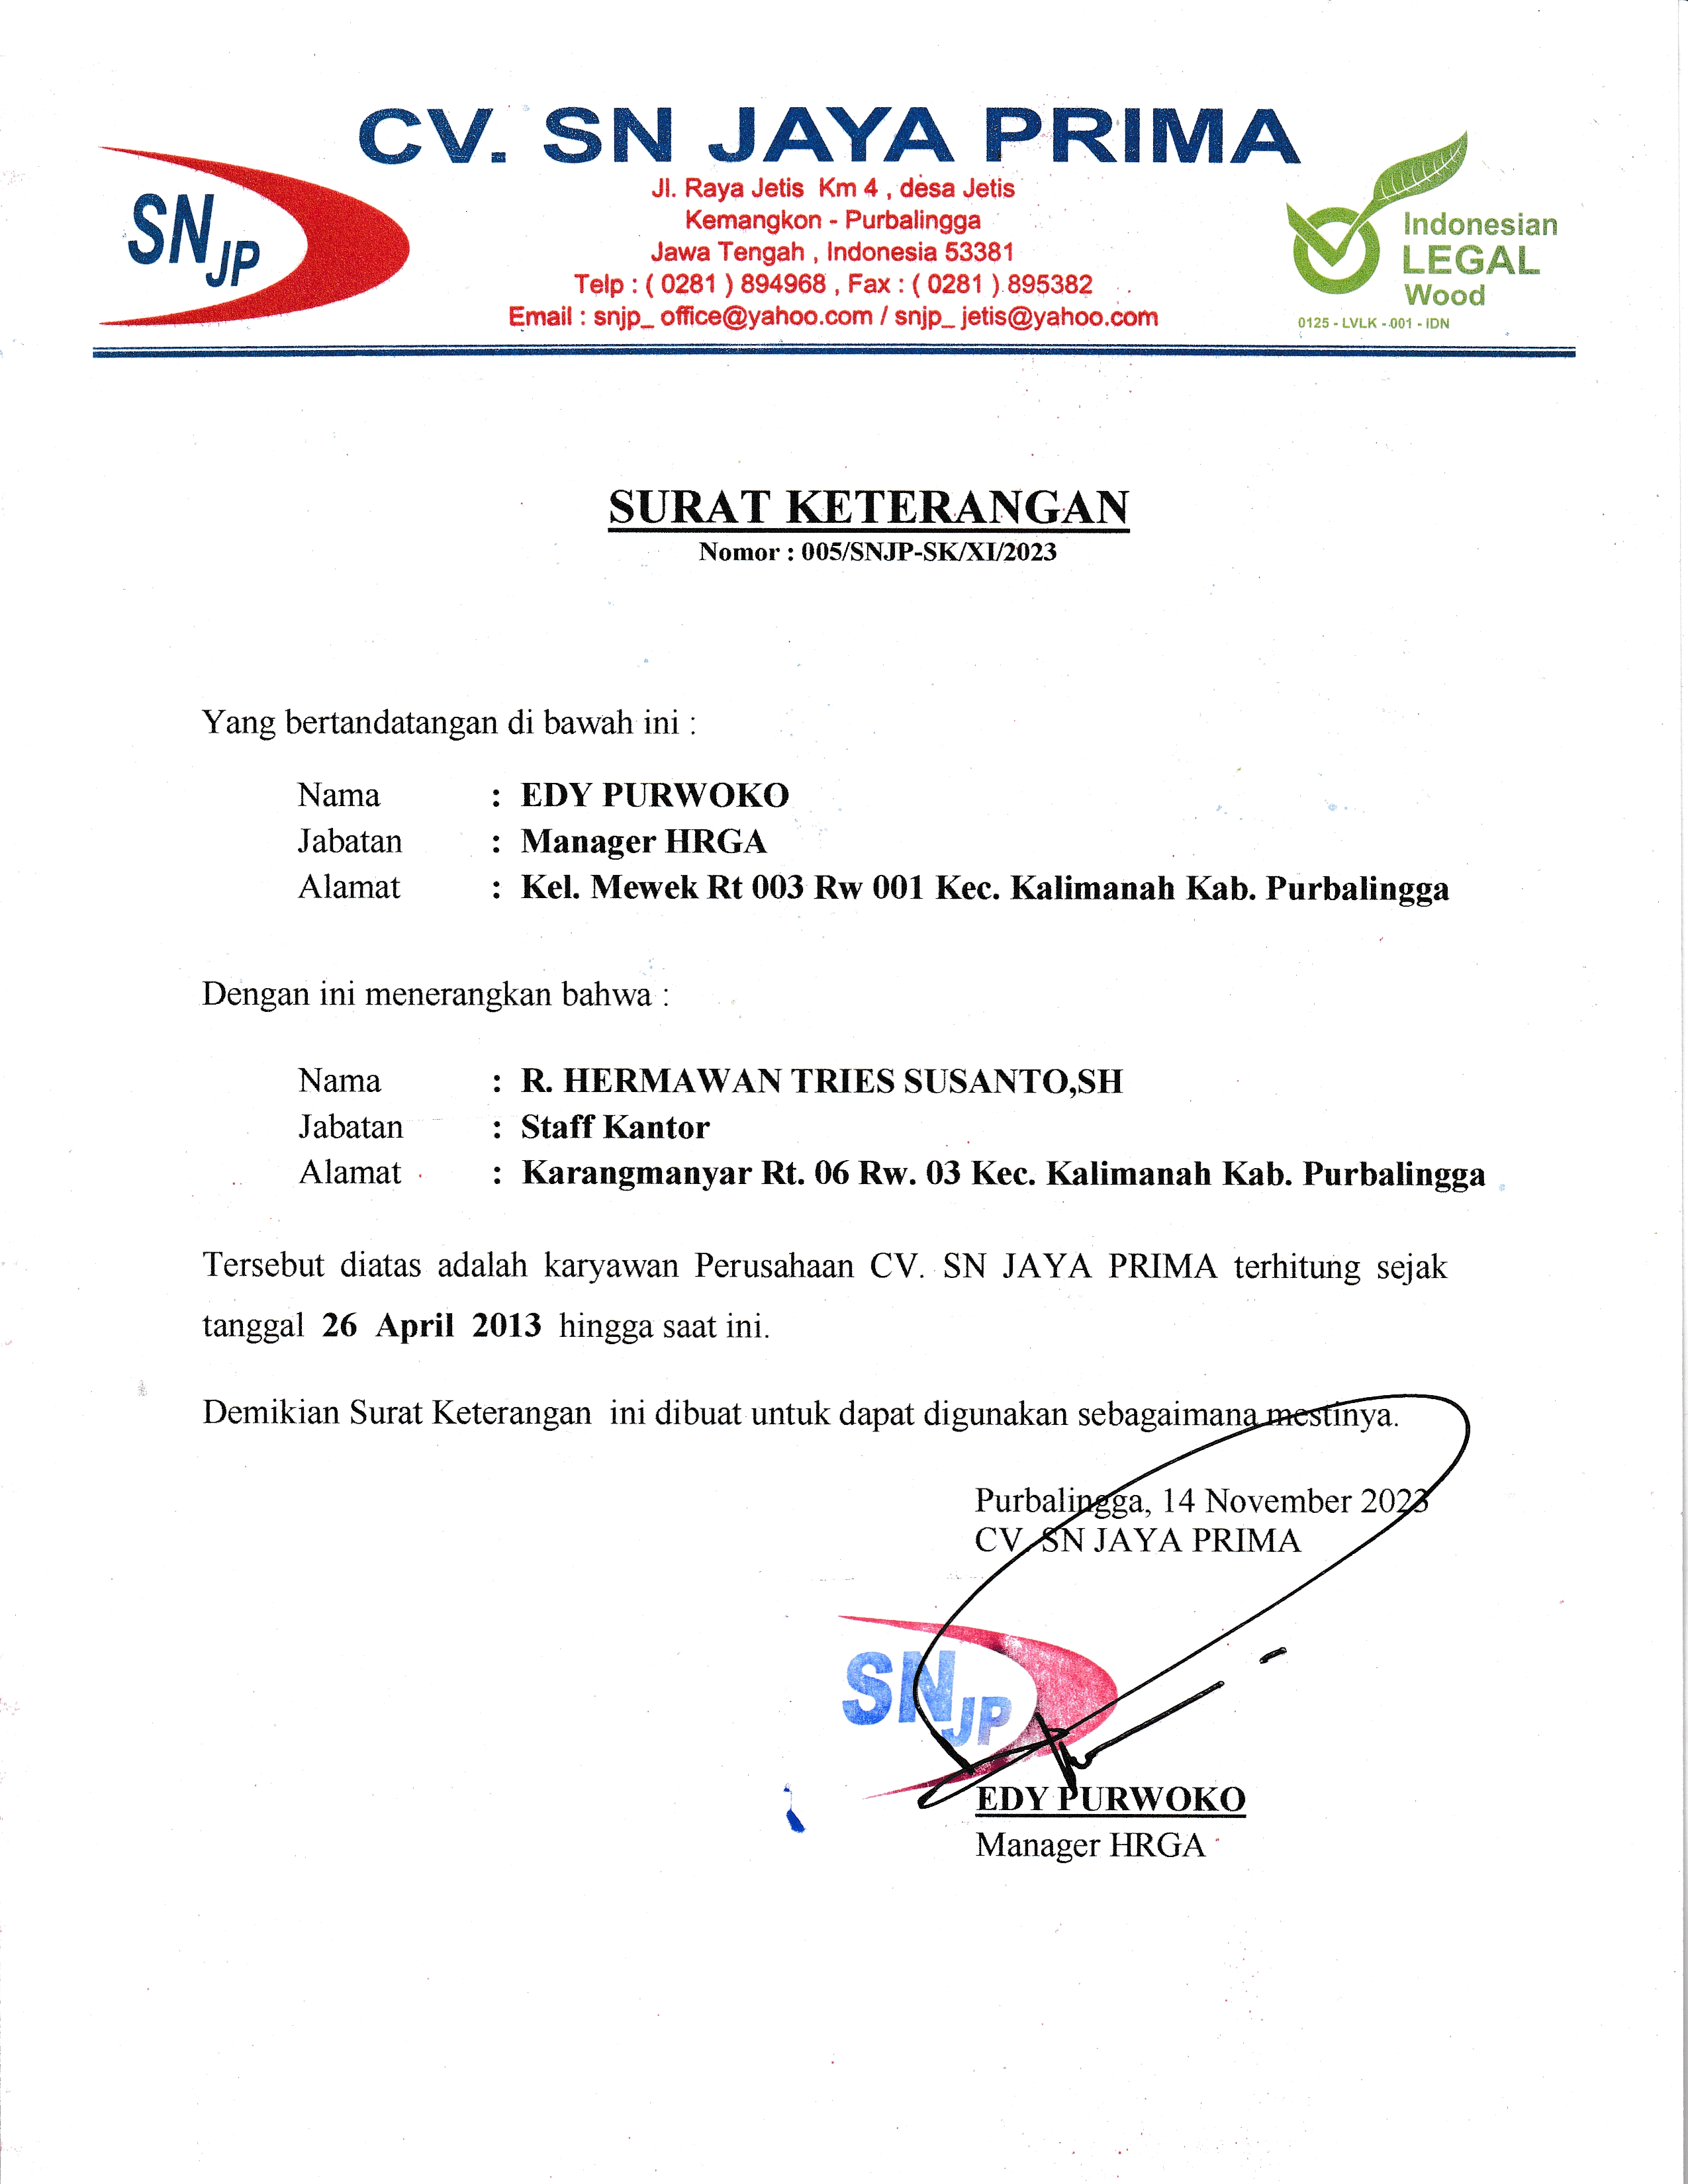 CV. SN JAYA PRIMA
SNJP
Jl. Raya Jetis Km 4 , desa Jetis
Kemangkon - Purbalingga
Jawa Tengah , Indonesia 53381
Telp : ( 0281 ) 894968 , Fax : ( 0281 ) 895382
Email : snjp_ office@yahoo.com / snjp_ jetis@yahoo.com
Indonesian
LEGAL
Wood
0125 - LVLK - 001 - IDN
SURAT KETERANGAN
Nomor : 005/SNJP-SK/XI/2023
Yang bertandatangan di bawah ini :
Nama : EDY PURWOKO
Jabatan : Manager HRGA
Alamat : Kel. Mewek Rt 003 Rw 001 Kec. Kalimanah Kab. Purbalingga
Dengan ini menerangkan bahwa :
Nama : R. HERMAWAN TRIES SUSANTO,SH
Jabatan : Staff Kantor
Alamat : Karangmanyar Rt. 06 Rw. 03 Kec. Kalimanah Kab. Purbalingga
Tersebut diatas adalah karyawan Perusahaan CV. SN JAYA PRIMA terhitung sejak
tanggal 26 April 2013 hingga saat ini.
Demikian Surat Keterangan ini dibuat untuk dapat digunakan sebagaimana mestinya.
Purbalingga, 14 November 2023
CV. SN JAYA PRIMA
SNJP
EDY PURWOKO
Manager HRGA